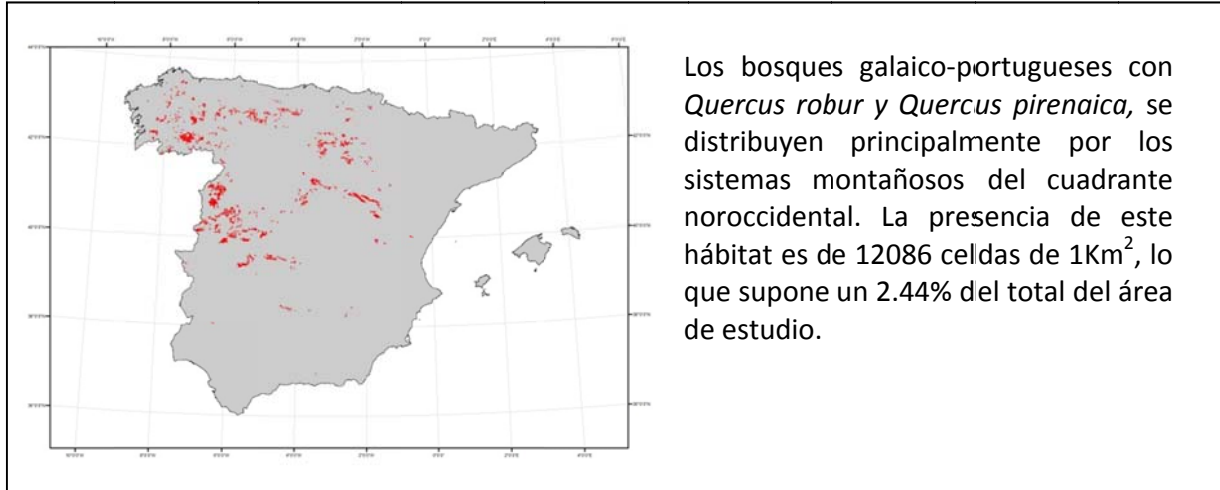 Los bosques galaico-portugueses con
Quercus robur y Quercus pirenaica, se
distribuyen principalmente por los
sistemas montañosos del cuadrante
noroccidental. La presencia de este
hábitat es de 12086 celdas de 1Km², lo
que supone un 2.44% del total del área
de estudio.